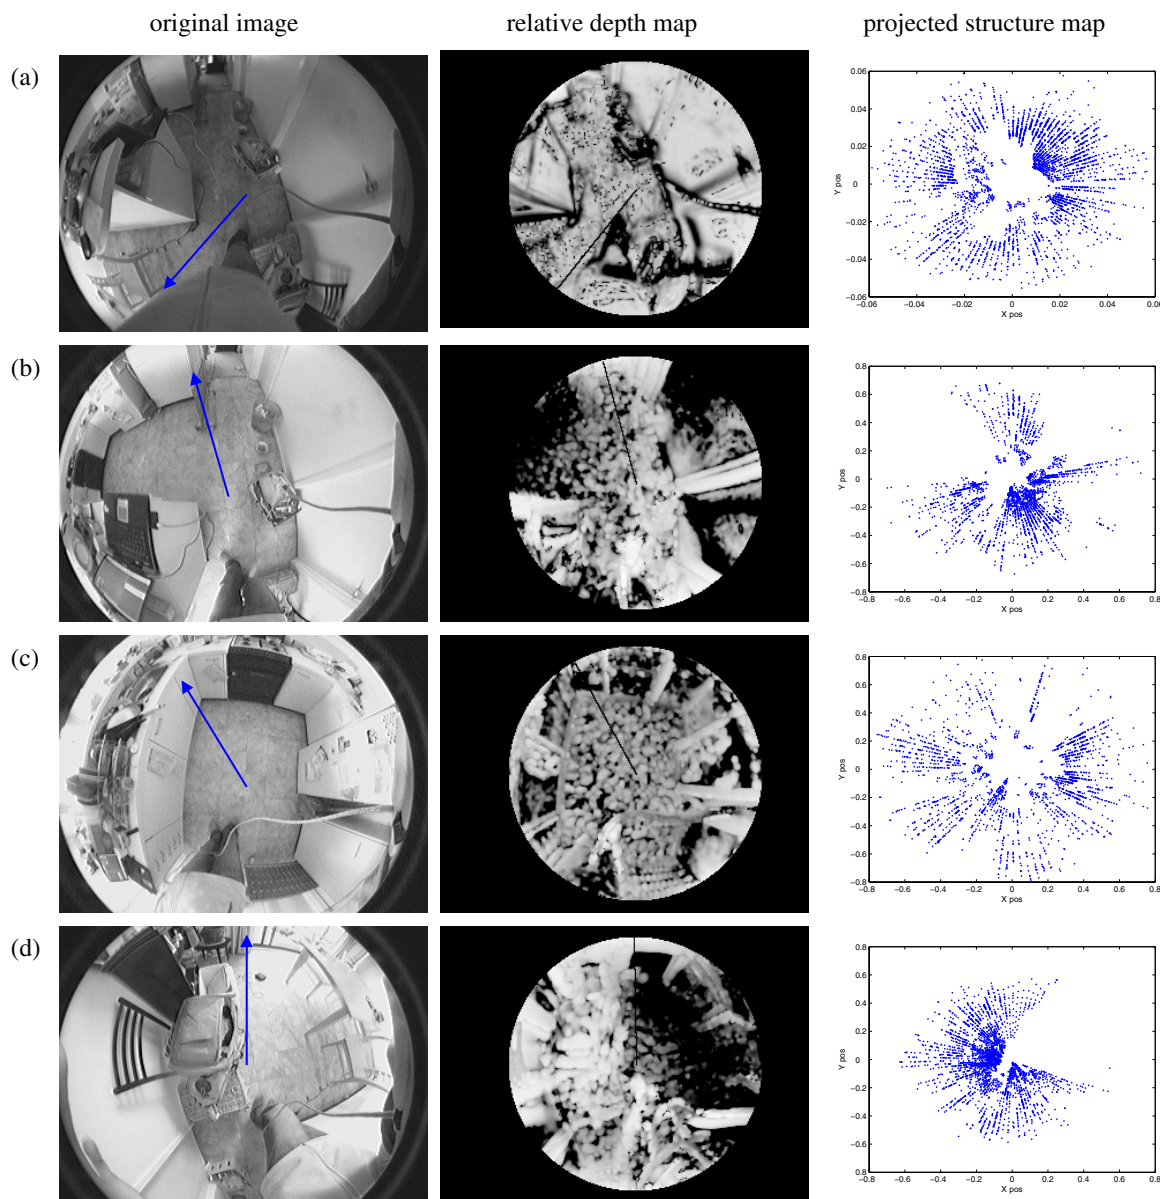 original image relative depth map projected structure map
(a)
0.06
0.04
0.02
0
−0.02
−0.04
−0.06
Y pos
−0.06 −0.04 −0.02 0 0.02 0.04 0.06
X pos
(b)
0.8
0.6
0.4
0.2
0
−0.2
−0.4
−0.6
−0.8
Y pos
−0.8 −0.6 −0.4 −0.2 0 0.2 0.4 0.6 0.8
X pos
(c)
0.8
0.6
0.4
0.2
0
−0.2
−0.4
−0.6
−0.8
Y pos
−0.8 −0.6 −0.4 −0.2 0 0.2 0.4 0.6 0.8
X pos
(d)
0.8
0.6
0.4
0.2
0
−0.2
−0.4
−0.6
−0.8
Y pos
−0.8 −0.6 −0.4 −0.2 0 0.2 0.4 0.6 0.8
X pos